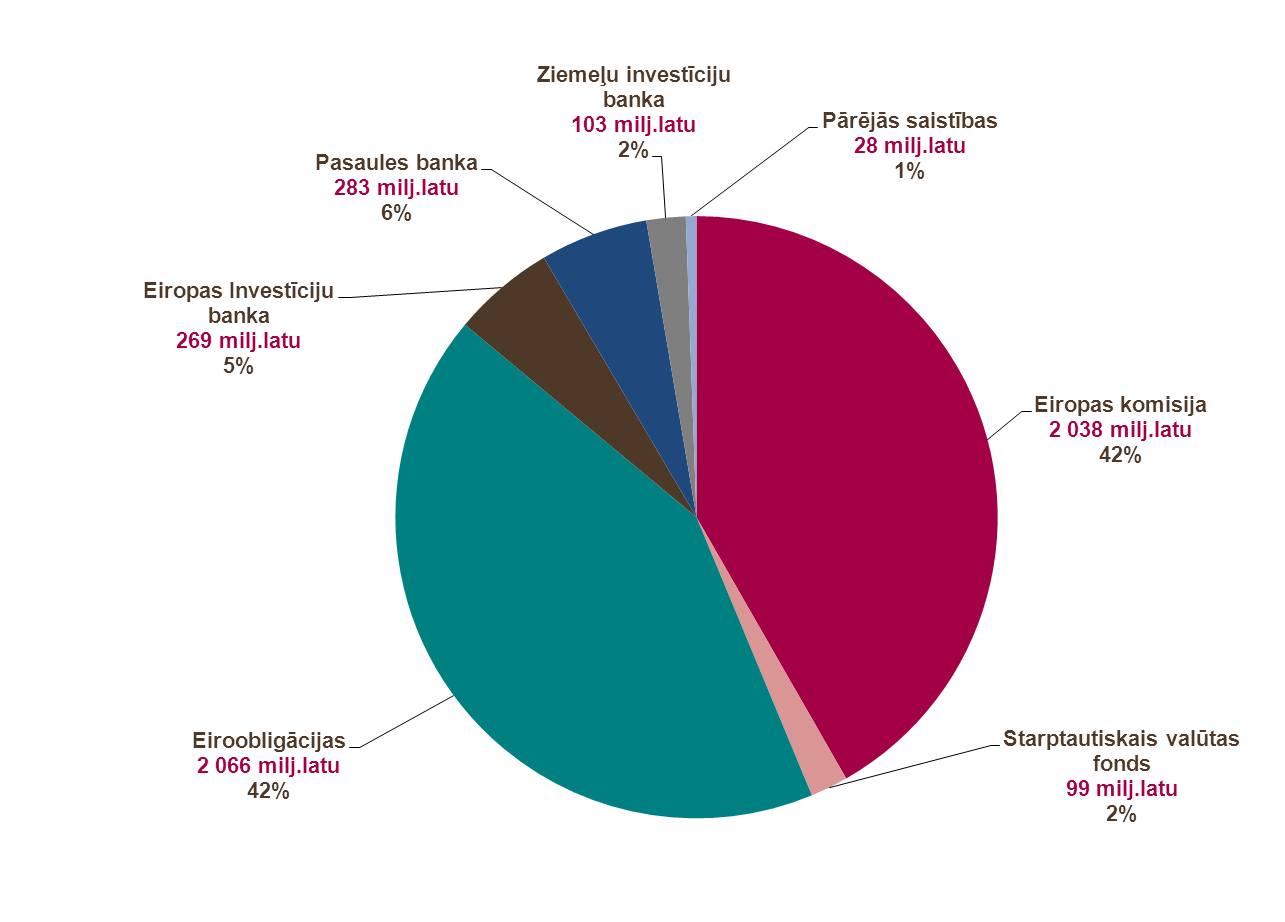 Ziemeļu investīciju
banka
103 milj.latu
2%
Pārējās saistības
28 milj.latu
1%
Pasaules banka
283 milj.latu
6%
Eiropas Investīciju
banka
269 milj.latu
5%
Eiropas komisija
2 038 milj.latu
42%
Eiroobligācijas
2 066 milj.latu
42%
Starptautiskais valūtas
fonds
99 milj.latu
2%